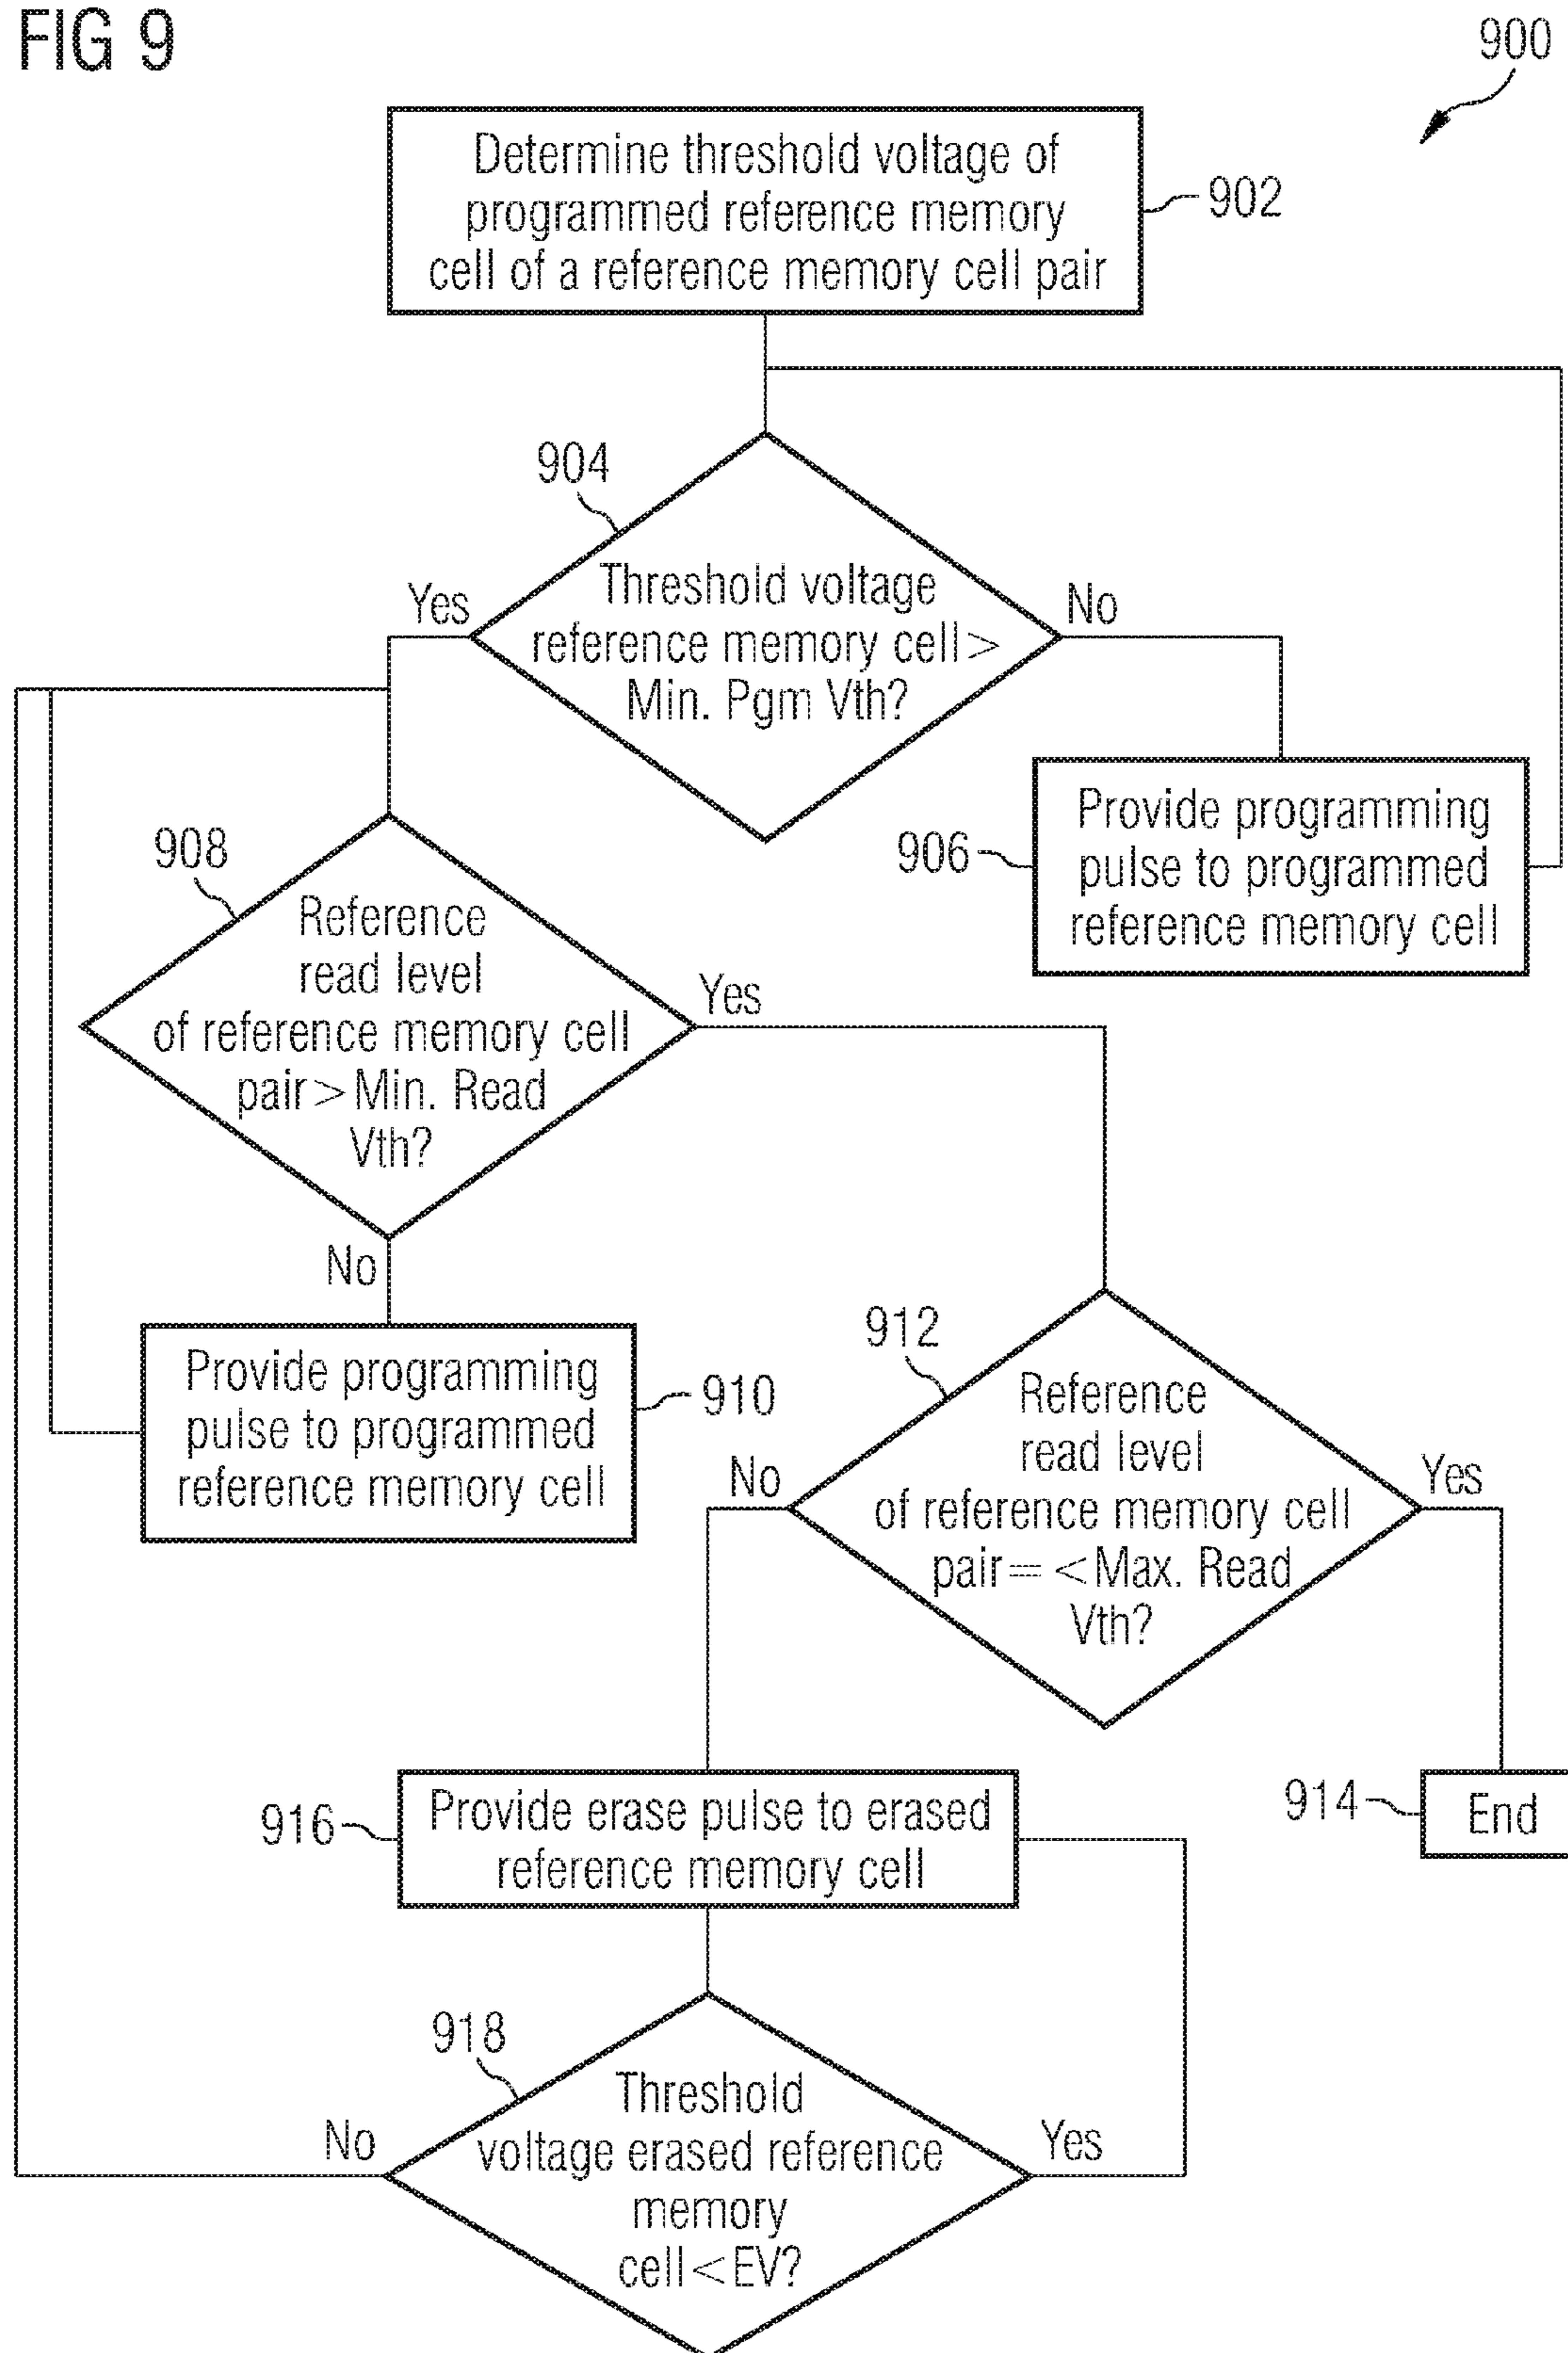 FIG 9
900
Determine threshold voltage of
programmed reference memory
cell of a reference memory cell pair
902
904
Threshold voltage
reference memory cell >
Min. Pgm Vth?
Yes
No
Provide programming
pulse to programmed
reference memory cell
906
908
Reference
read level
of reference memory cell
pair > Min. Read
Vth?
Yes
No
Provide programming
pulse to programmed
reference memory cell
910
912
Reference
read level
of reference memory cell
pair = < Max. Read
Vth?
No
Yes
916
Provide erase pulse to erased
reference memory cell
914
End
918
Threshold
voltage erased reference
memory
cell < EV?
No
Yes